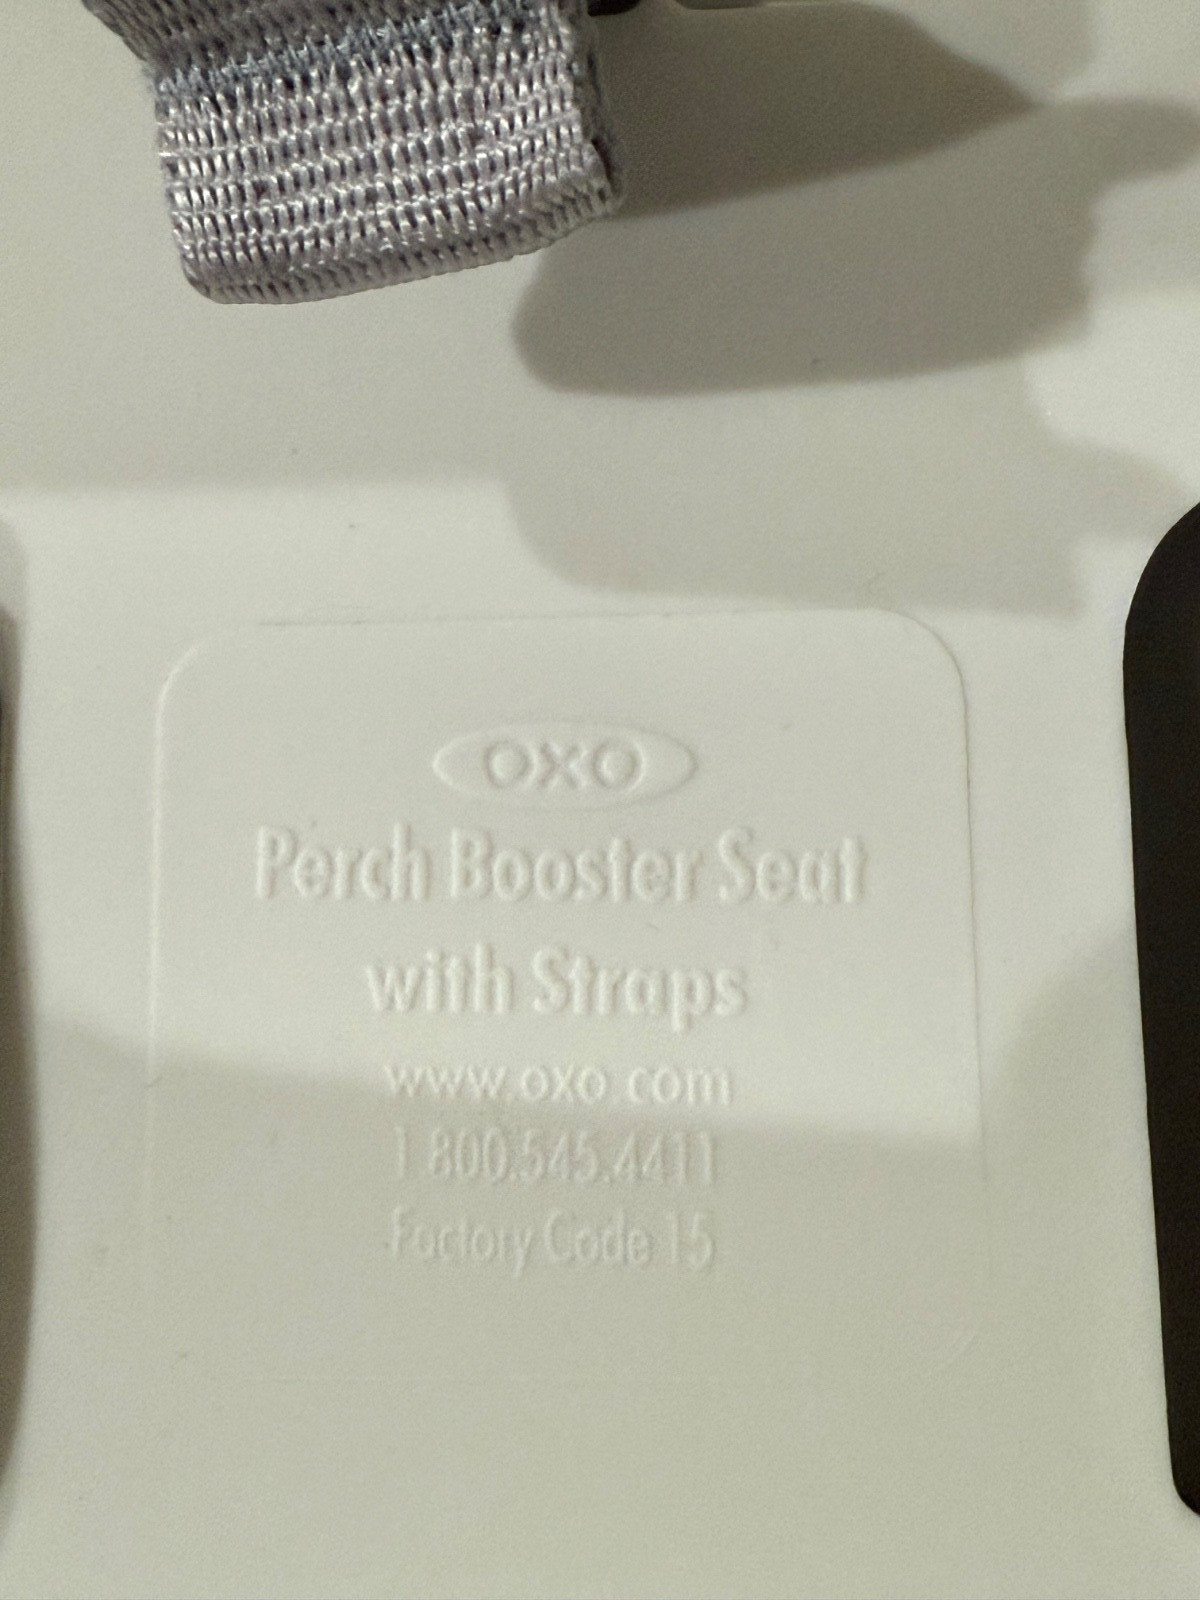 OXO
Perch Booster Seat
with Straps
www.oxo.com
1 800.545.4411
Factory Code 15